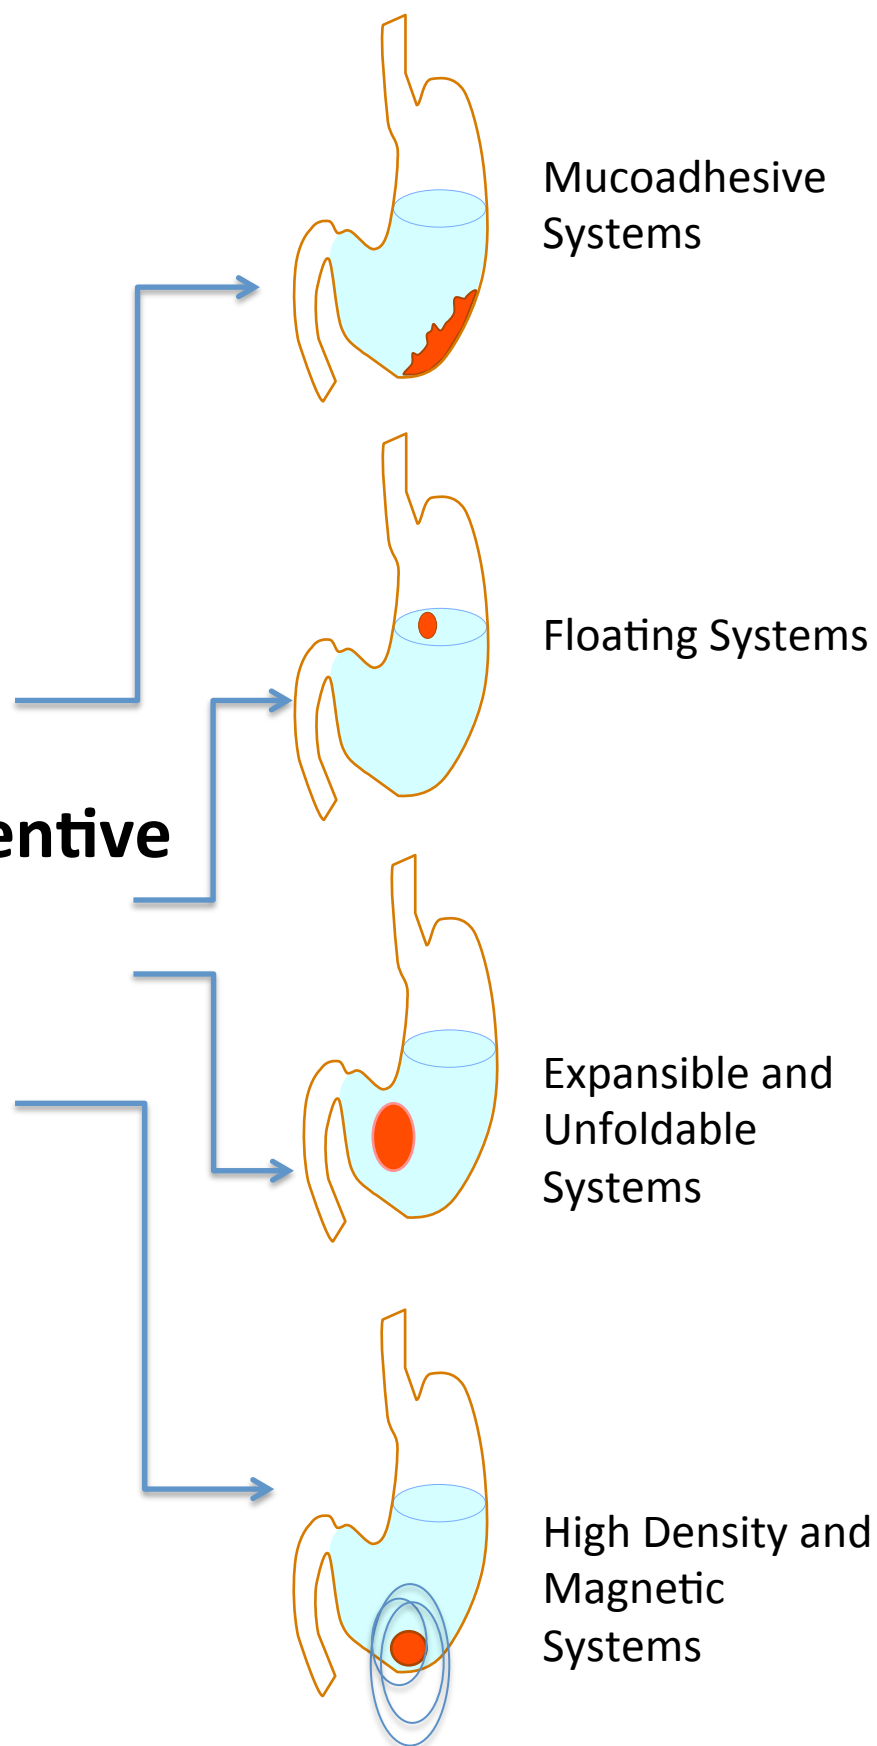 Mucoadhesive
Systems
Floating Systems
entive
Expansible and
Unfoldable
Systems
High Density and
Magnetic
Systems